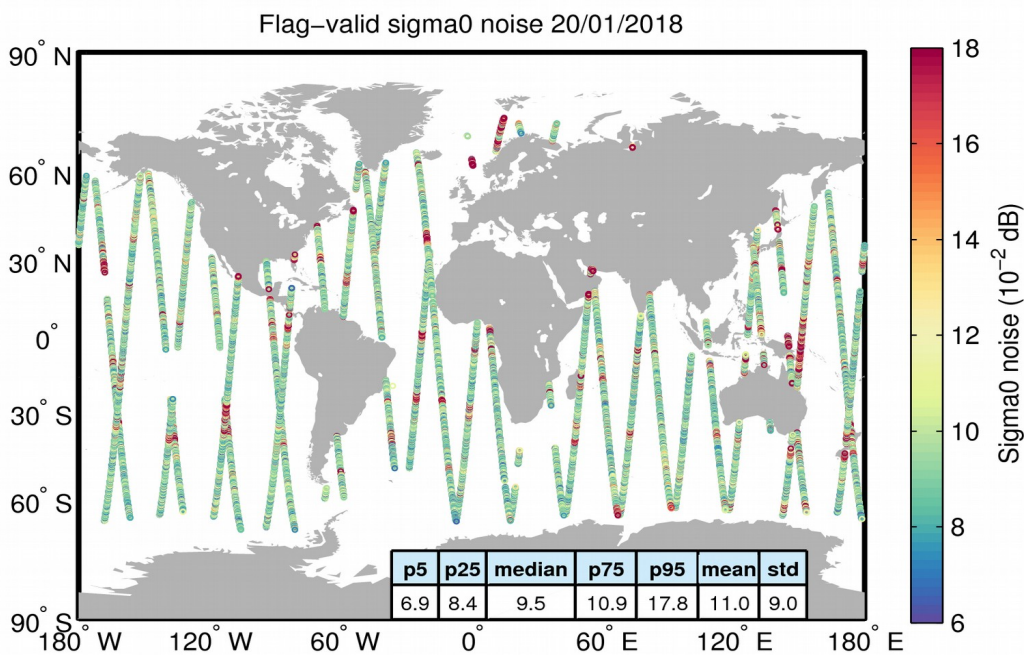 Flag−valid sigma0 noise 20/01/2018
90° N
60° N
30° N
0°
30° S
60° S
90° S
180° W
120° W
60° W
0°
60° E
120° E
180° E
p5 p25 median p75 p95 mean std
6.9 8.4 9.5 10.9 17.8 11.0 9.0
18
16
14
12
10
8
6
Sigma0 noise (10⁻² dB)